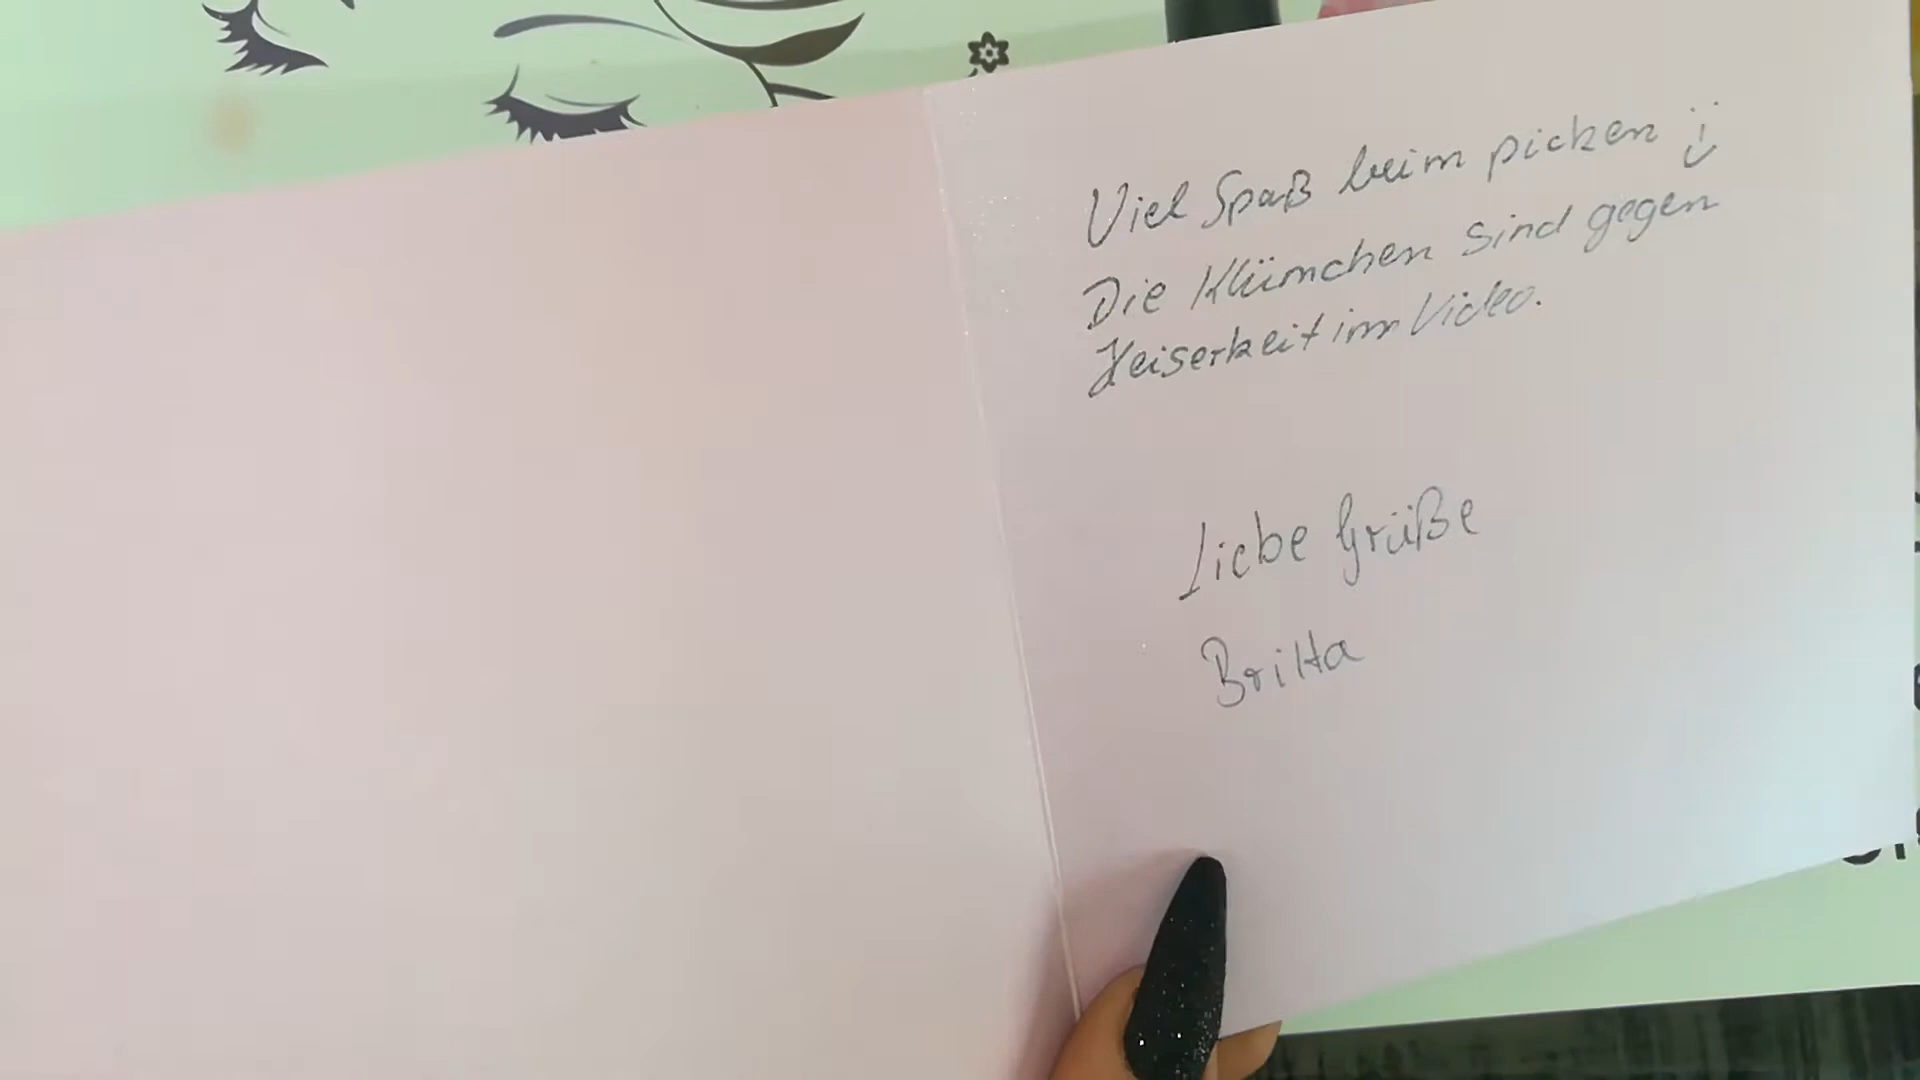 Viel Spaß beim picken
Die Klümchen sind gegen
Heiserkeit im Video.
Liebe Grüße
Britta